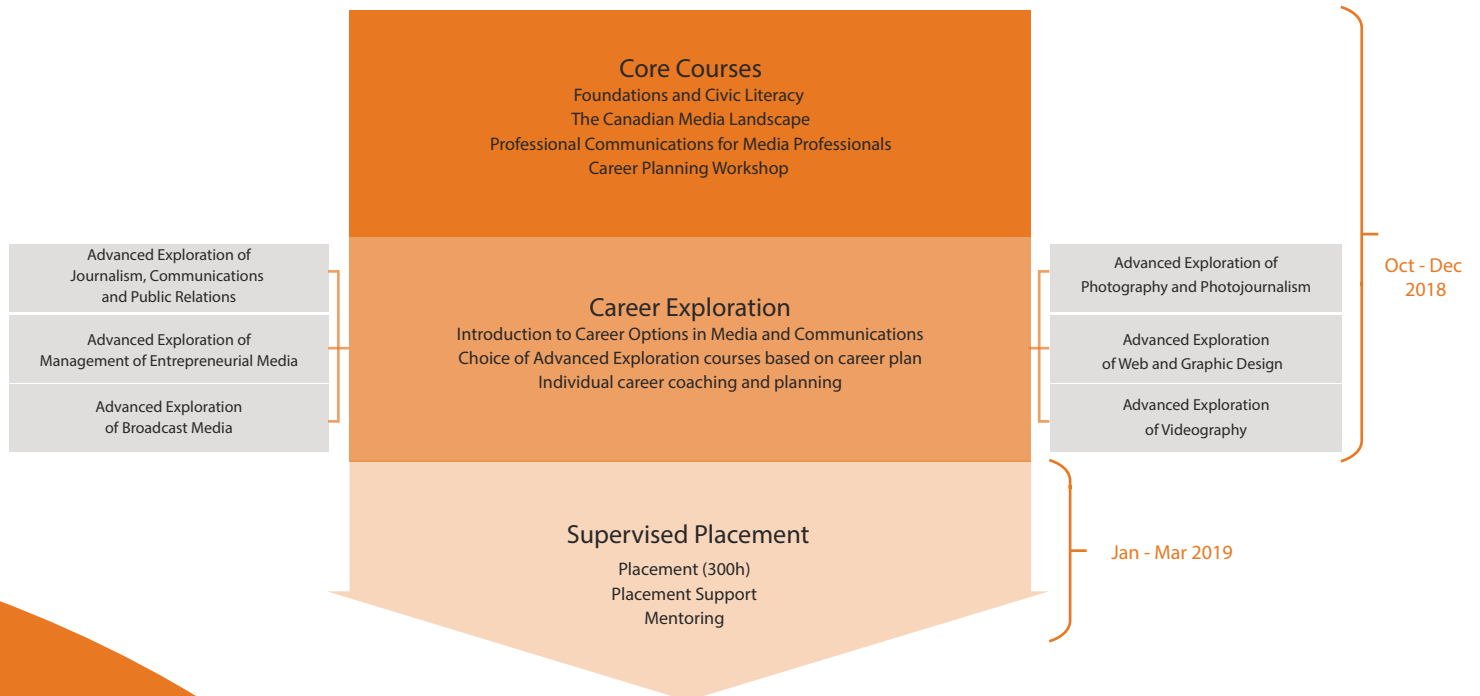 Core Courses
Foundations and Civic Literacy
The Canadian Media Landscape
Professional Communications for Media Professionals
Career Planning Workshop
Advanced Exploration of
Journalism, Communications
and Public Relations
Advanced Exploration of
Management of Entrepreneurial Media
Advanced Exploration
of Broadcast Media
Career Exploration
Introduction to Career Options in Media and Communications
Choice of Advanced Exploration courses based on career plan
Individual career coaching and planning
Advanced Exploration of
Photography and Photojournalism
Advanced Exploration
of Web and Graphic Design
Advanced Exploration
of Videography
Oct - Dec
2018
Supervised Placement
Placement (300h)
Placement Support
Mentoring
Jan - Mar 2019